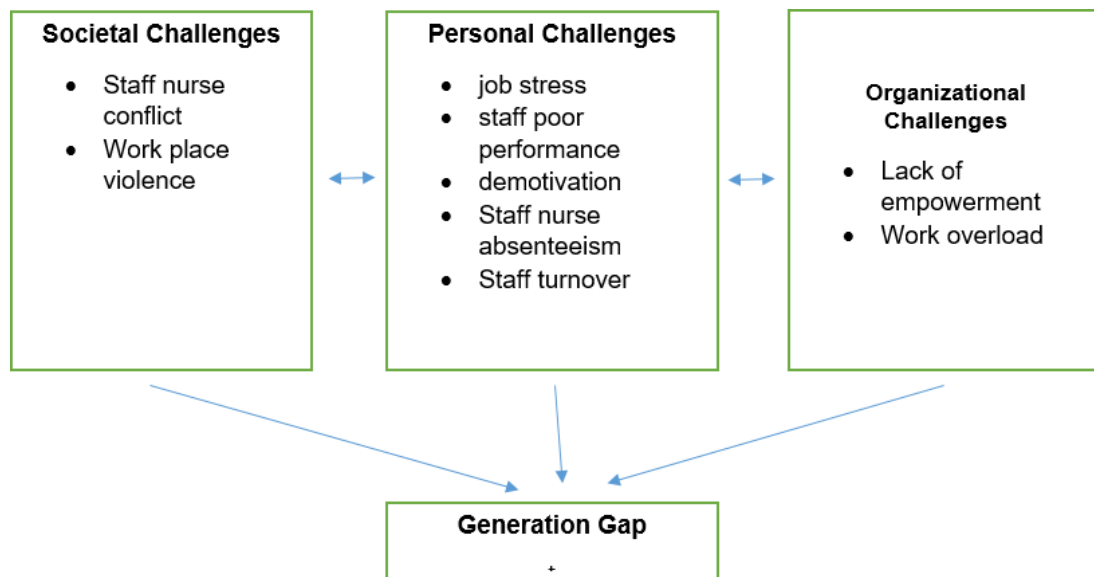 Societal Challenges
• Staff nurse
conflict
• Work place
violence
Personal Challenges
• job stress
• staff poor
performance
• demotivation
• Staff nurse
absenteeism
• Staff turnover
Organizational
Challenges
• Lack of
empowerment
• Work overload
Generation Gap